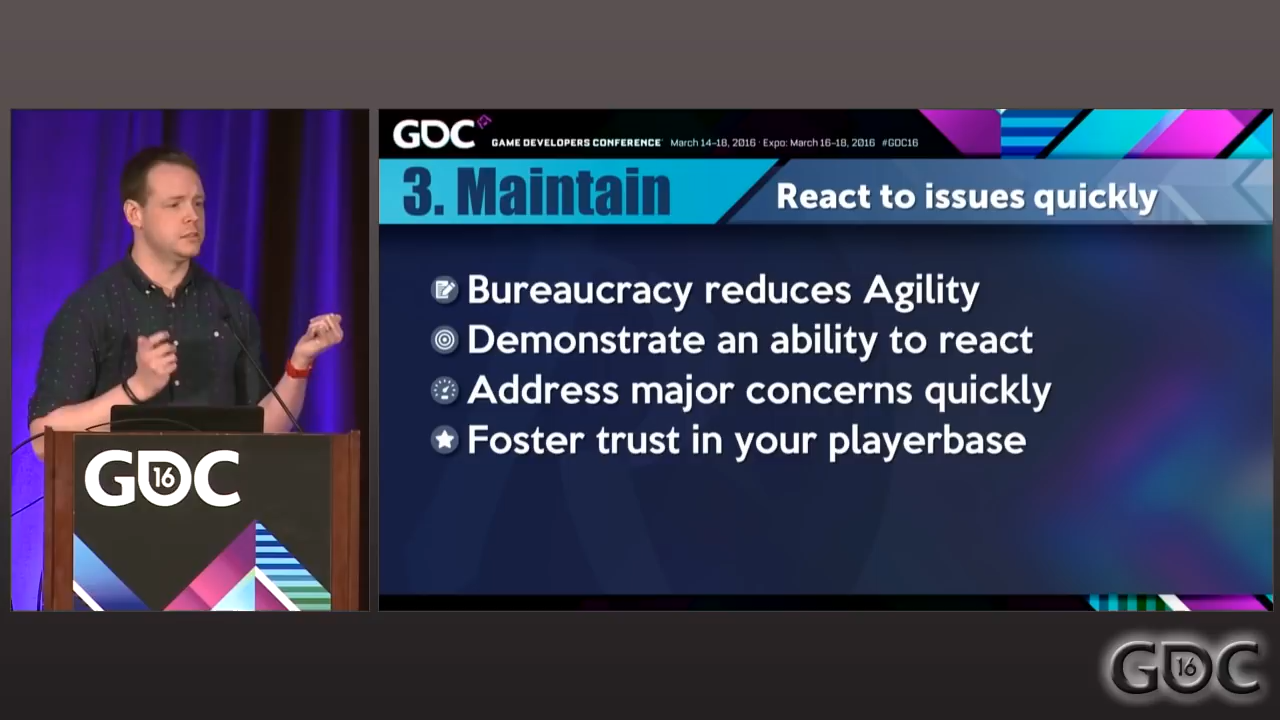 GDC
GAME DEVELOPERS CONFERENCE March 14-18, 2016 · Expo: March 16-18, 2016 #GDC16
3. Maintain
React to issues quickly
Bureaucracy reduces Agility
Demonstrate an ability to react
Address major concerns quickly
Foster trust in your playerbase
GDC 16
GDC 16